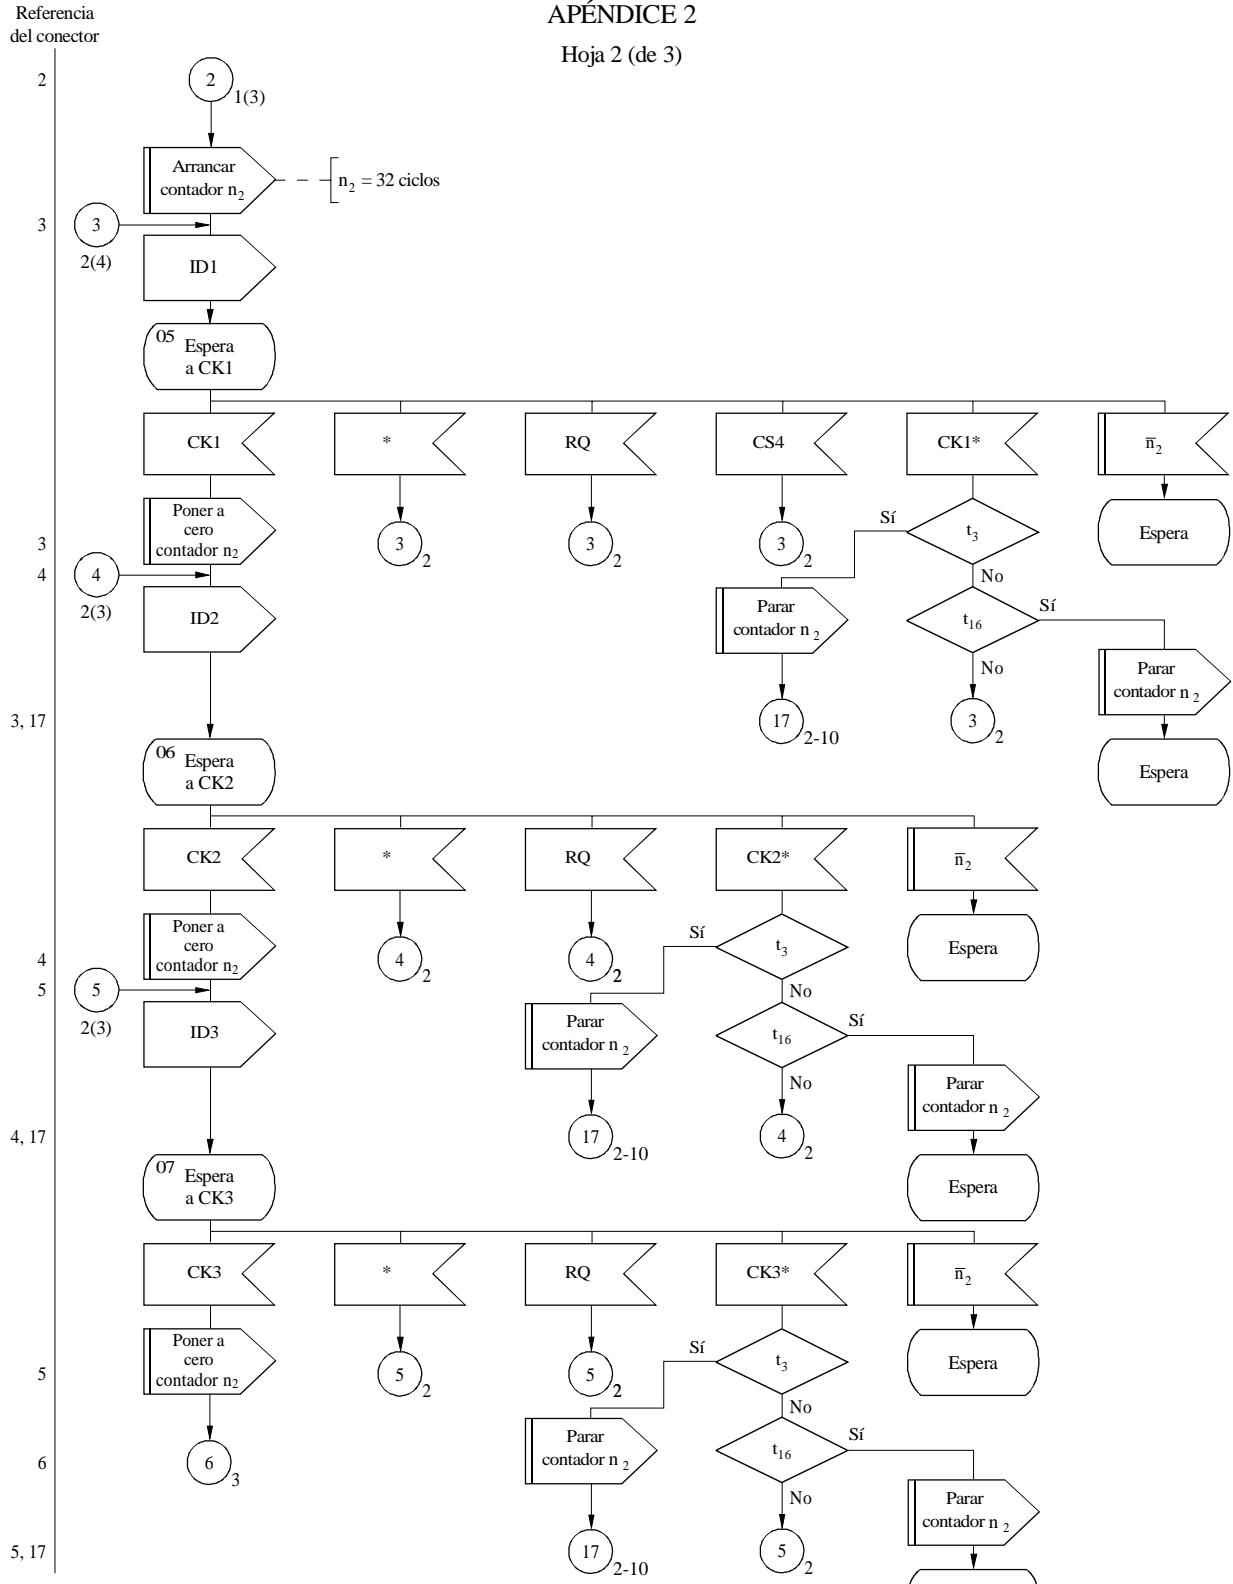 Referencia
del conector
APÉNDICE 2
Hoja 2 (de 3)
2
2
1(3)
Arrancar
contador n2
n2 = 32 ciclos
3
3
2(4)
ID1
05
Espera
a CK1
CK1
*
RQ
CS4
CK1*
n̅2
Poner a
cero
contador n2
3
3
2
3
2
3
2
Sí
t3
Espera
No
4
4
2(3)
ID2
Parar
contador n2
t16
Sí
No
Parar
contador n2
3, 17
17
2-10
3
2
06
Espera
a CK2
Espera
CK2
*
RQ
CK2*
n̅2
Poner a
cero
contador n2
4
4
2
4
2
Sí
t3
Espera
No
5
5
2(3)
ID3
Parar
contador n2
t16
Sí
No
Parar
contador n2
4, 17
17
2-10
4
2
07
Espera
a CK3
Espera
CK3
*
RQ
CK3*
n̅2
Poner a
cero
contador n2
5
5
2
5
2
Sí
t3
Espera
No
6
6
3
Parar
contador n2
t16
Sí
No
Parar
contador n2
5, 17
17
2-10
5
2